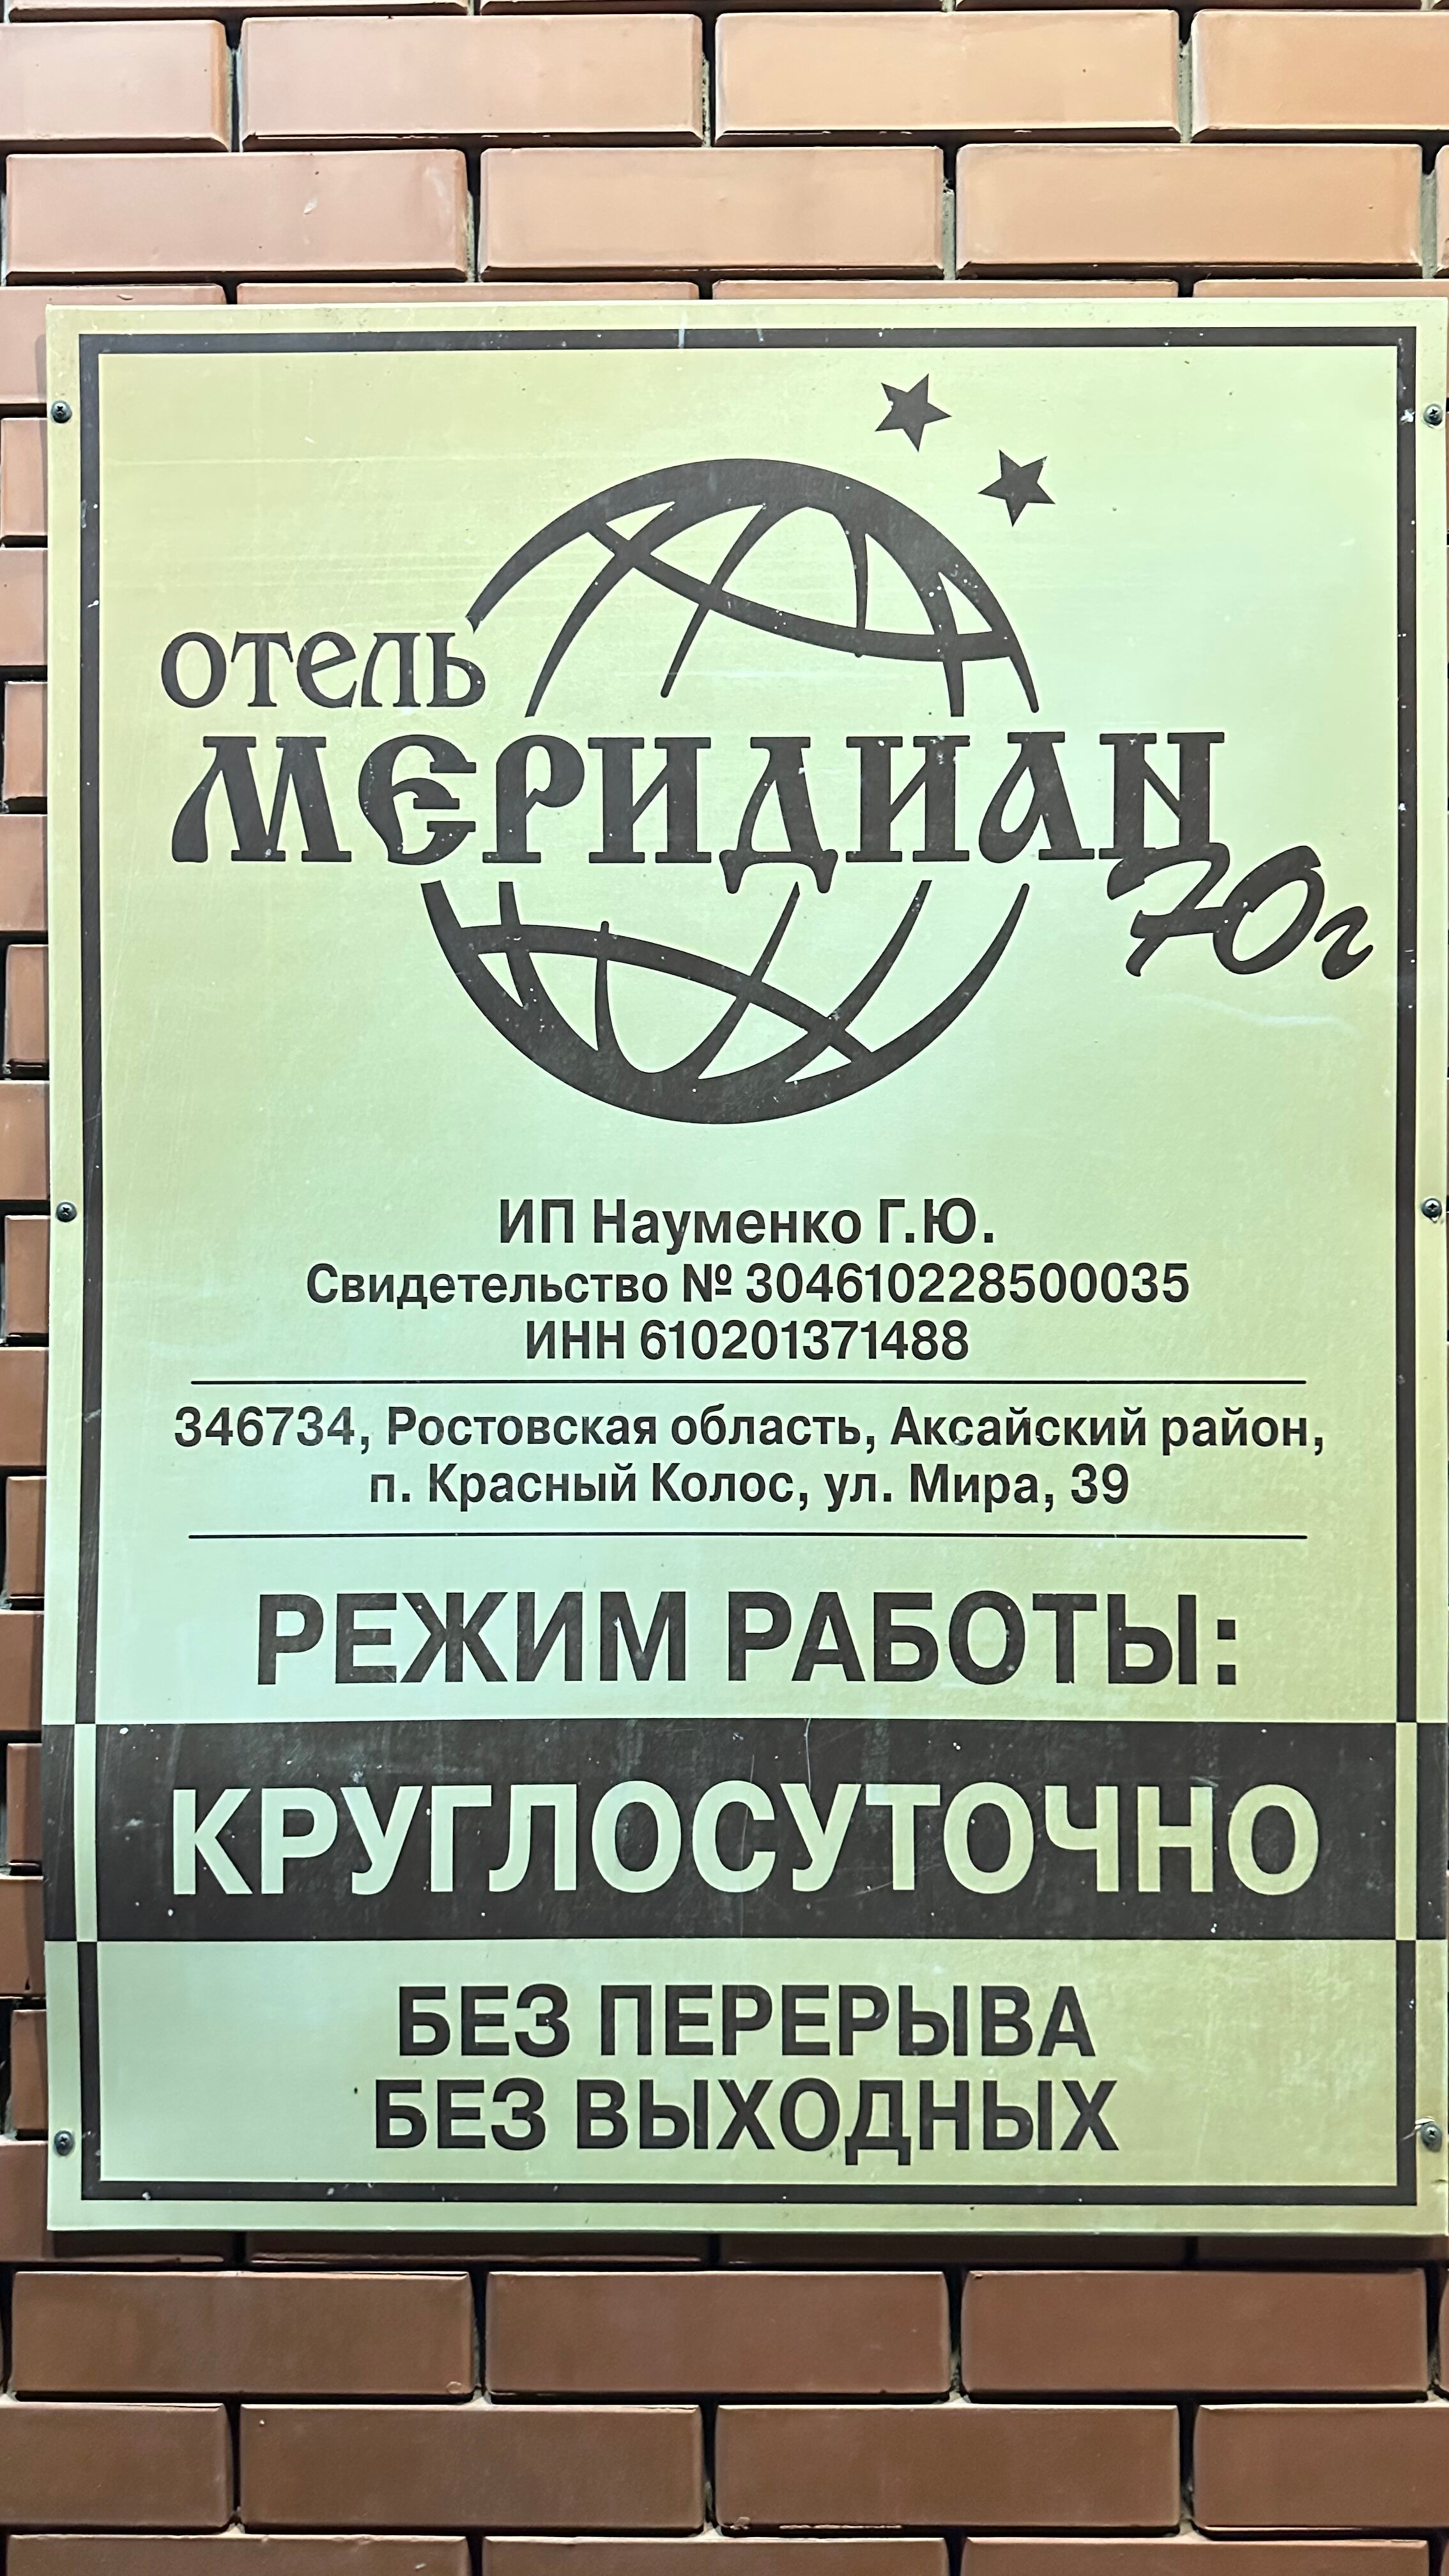 отель
МЕРИДИАН
Юг
ИП Науменко Г.Ю.
Свидетельство № 304610228500035
ИНН 610201371488
346734, Ростовская область, Аксайский район,
п. Красный Колос, ул. Мира, 39
РЕЖИМ РАБОТЫ:
КРУГЛОСУТОЧНО
БЕЗ ПЕРЕРЫВА
БЕЗ ВЫХОДНЫХ